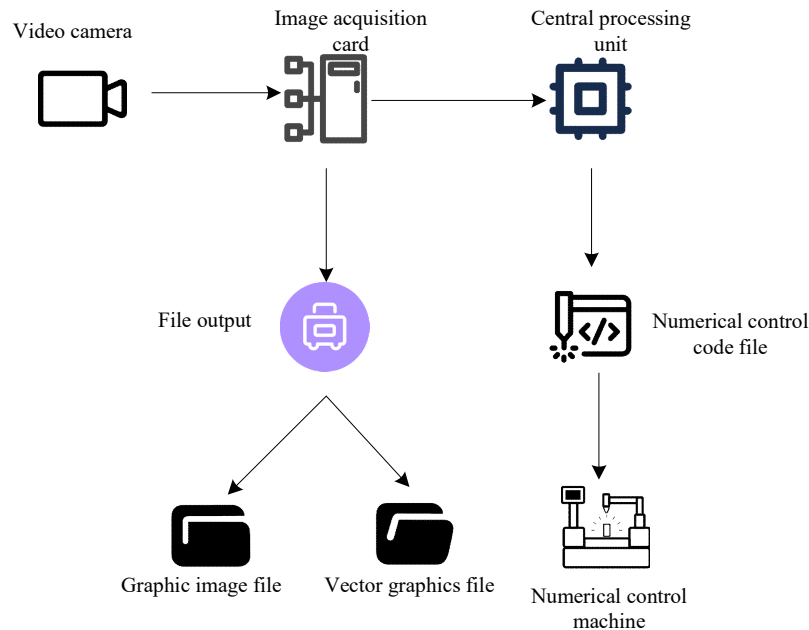 Video camera
Image acquisition
card
Central processing
unit
File output
Numerical control
code file
Graphic image file
Vector graphics file
Numerical control
machine